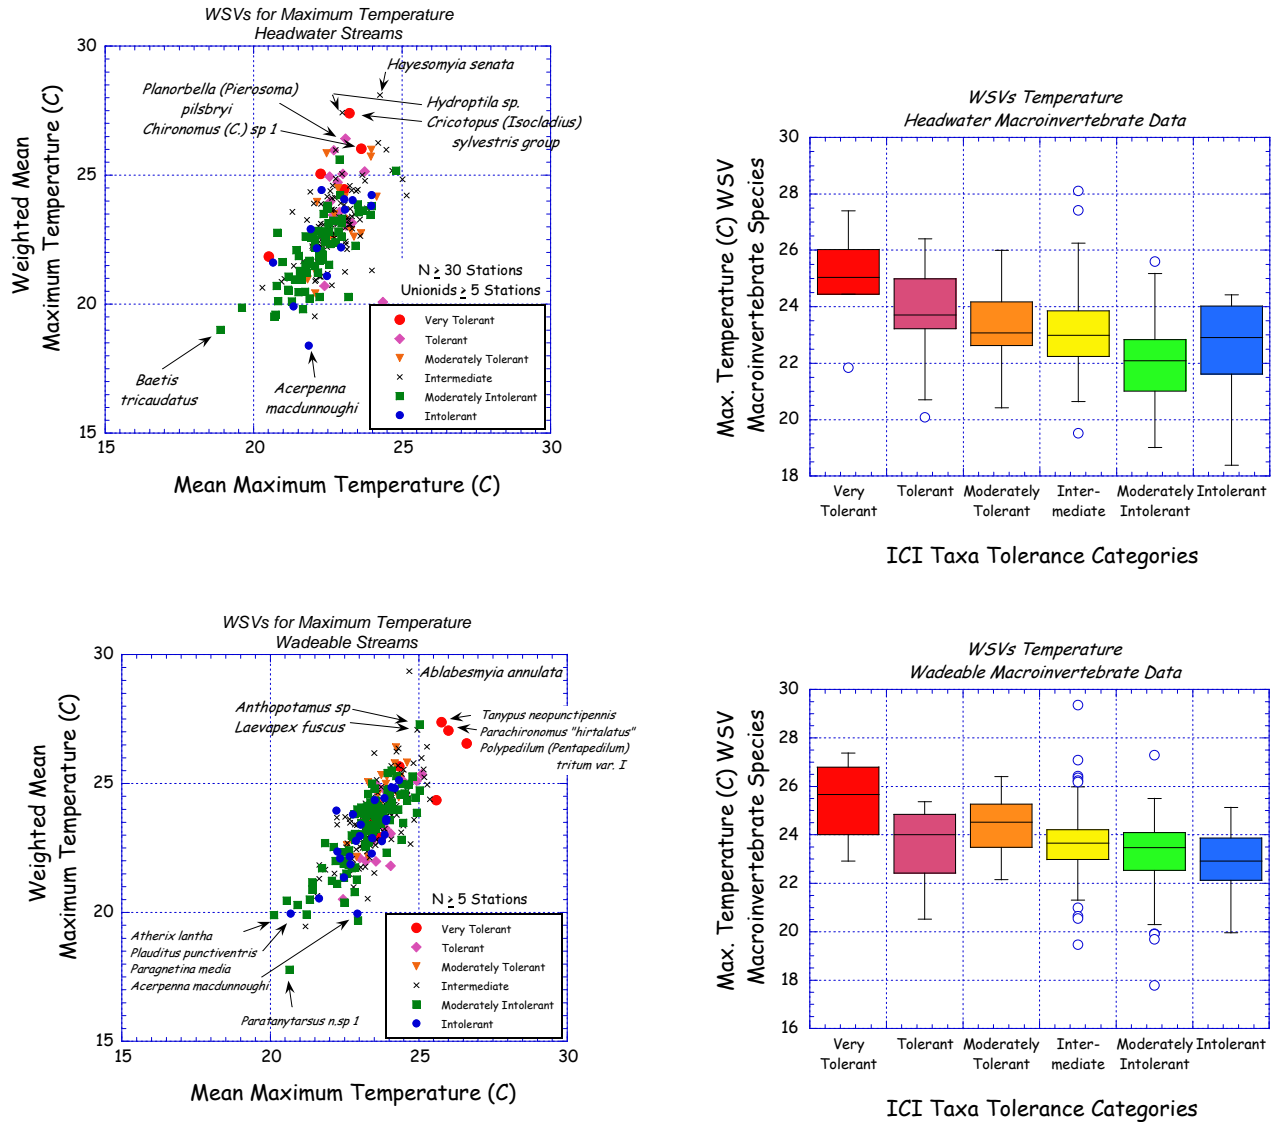 WSVs for Maximum Temperature
Headwater Streams
30
25
20
15
Weighted Mean
Maximum Temperature (C)
Hayesomyia senata
Planorbella (Pierosoma)
pilsbryi
Chironomus (C.) sp 1
Hydroptila sp.
Cricotopus (Isocladius)
sylvestris group
N ≥ 30 Stations
Unionids ≥ 5 Stations
Very Tolerant
Tolerant
Moderately Tolerant
Intermediate
Moderately Intolerant
Intolerant
Baetis
tricaudatus
Acerpenna
macdunnoughi
15 20 25 30
Mean Maximum Temperature (C)
WSVs Temperature
Headwater Macroinvertebrate Data
30
28
26
24
22
20
18
Max. Temperature (C) WSV
Macroinvertebrate Species
Very
Tolerant
Tolerant
Moderately
Tolerant
Inter-
mediate
Moderately
Intolerant
Intolerant
ICI Taxa Tolerance Categories
WSVs for Maximum Temperature
Wadeable Streams
30
25
20
15
Weighted Mean
Maximum Temperature (C)
Ablabesmyia annulata
Anthopotamus sp
Laevapex fuscus
Tanypus neopunctipennis
Parachironomus "hirtalatus"
Polypedilum (Pentapedilum)
tritum var. I
N ≥ 5 Stations
Very Tolerant
Tolerant
Moderately Tolerant
Intermediate
Moderately Intolerant
Intolerant
Atherix lantha
Plauditus punctiventris
Paragnetina media
Acerpenna macdunnoughi
Paratanytarsus n.sp 1
15 20 25 30
Mean Maximum Temperature (C)
WSVs Temperature
Wadeable Macroinvertebrate Data
30
28
26
24
22
20
18
16
Max. Temperature (C) WSV
Macroinvertebrate Species
Very
Tolerant
Tolerant
Moderately
Tolerant
Inter-
mediate
Moderately
Intolerant
Intolerant
ICI Taxa Tolerance Categories